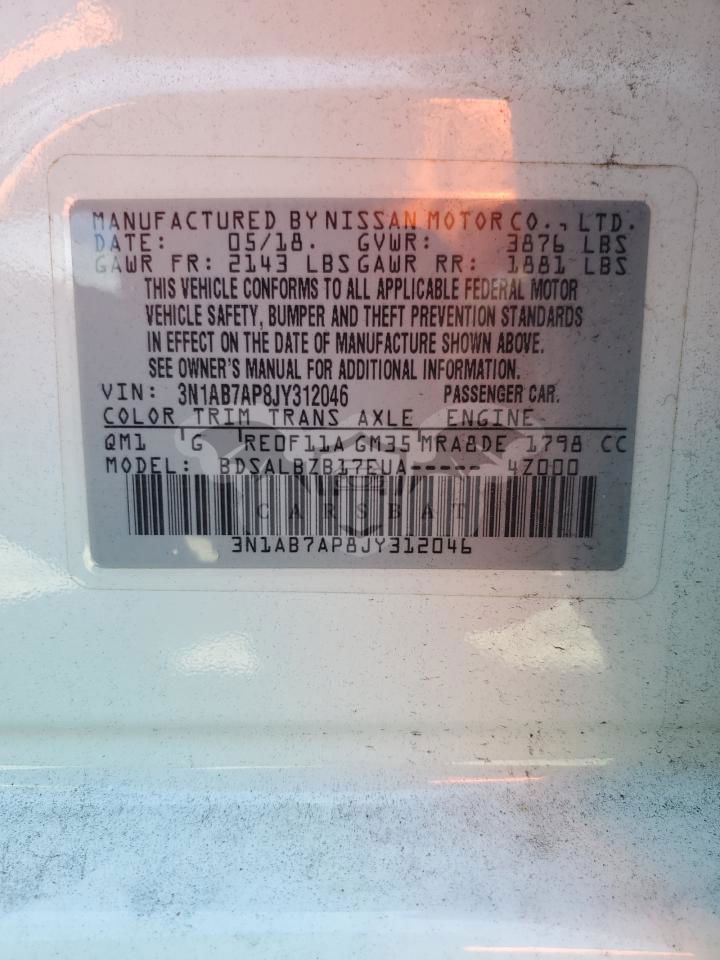 MANUFACTURED BY NISSAN MOTOR CO., LTD.
DATE: 05/18. GVWR: 3876 LBS
GAWR FR: 2143 LBS GAWR RR: 1881 LBS
THIS VEHICLE CONFORMS TO ALL APPLICABLE FEDERAL MOTOR
VEHICLE SAFETY, BUMPER AND THEFT PREVENTION STANDARDS
IN EFFECT ON THE DATE OF MANUFACTURE SHOWN ABOVE.
SEE OWNER'S MANUAL FOR ADDITIONAL INFORMATION.
VIN: 3N1AB7AP8JY312046 PASSENGER CAR.
COLOR TRIM TRANS AXLE ENGINE
QM1 G RE0F11A GM35 MRA8DE 1798 CC
MODEL: BDSALBZB17EUA----- 4Z000
CARSBAT
3N1AB7AP8JY312046